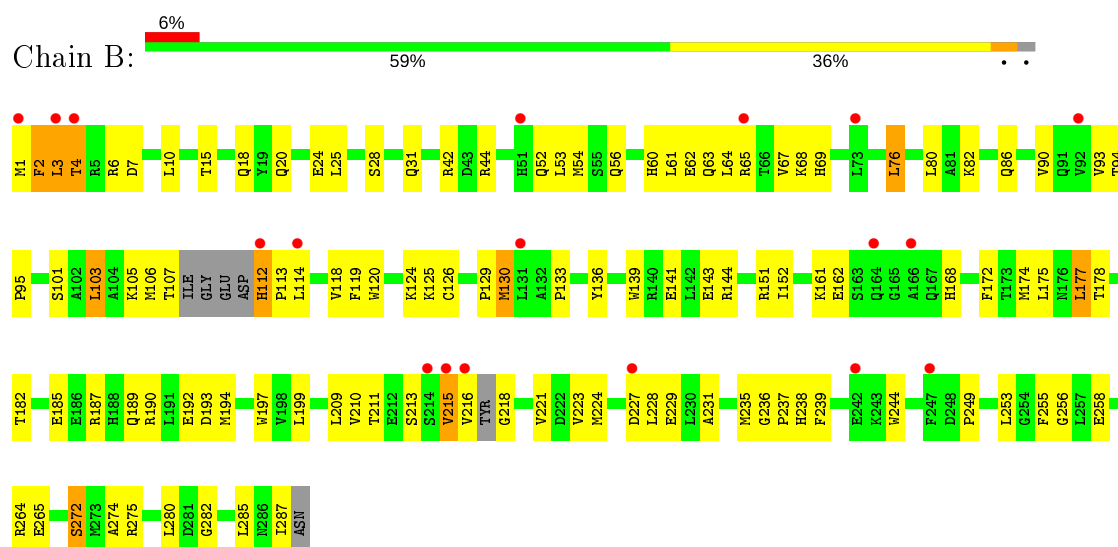 6%
Chain B:
59% 36% • •
M1 F2 L3 T4 R5 R6 D7 L10 T15 Q18 Y19 Q20 E24 L25 S28 Q31 R42 D43 R44 H51 Q52 L53 M54 S55 Q56 H60 L61 E62 Q63 L64 R65 T66 V67 K68 H69 L73 L76 L80 A81 K82 Q86 V90 Q91 V92 V93 T94
P95 S101 A102 L103 A104 K105 M106 T107 ILE GLY GLU ASP H112 P113 L114 V118 F119 W120 K124 K125 C126 P129 M130 L131 A132 P133 Y136 W139 R140 E141 L142 E143 R144 R151 I152 K161 E162 S163 Q164 G165 A166 Q167 H168 F172 T173 M174 L175 N176 L177 T178
T182 E185 E186 R187 H188 Q189 R190 L191 E192 D193 M194 W197 V198 L199 L209 V210 T211 E212 S213 S214 V215 V216 TYR G218 V221 D222 V223 M224 D227 L228 E229 L230 A231 M235 G236 P237 H238 F239 E242 K243 W244 F247 D248 P249 L253 G254 F255 G256 L257 E258
R264 E265 S272 M273 A274 R275 L280 D281 G282 L285 N286 I287 ASN